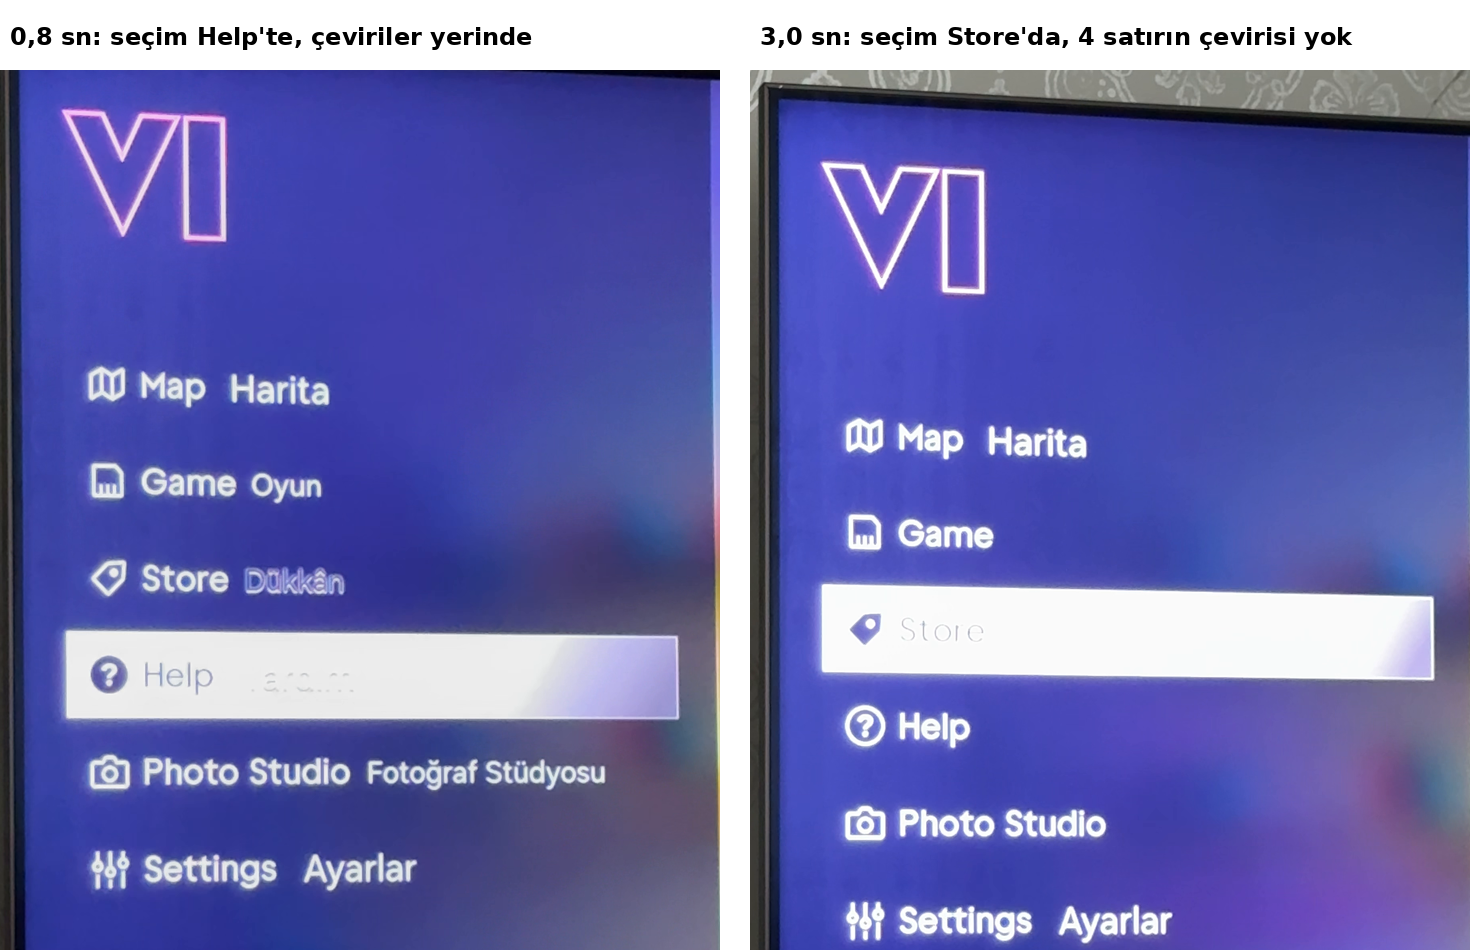 0,8 sn: seçim Help'te, çeviriler yerinde
VI
Map Harita
Game Oyun
Store Dükkân
Help
Photo Studio Fotoğraf Stüdyosu
Settings Ayarlar
3,0 sn: seçim Store'da, 4 satırın çevirisi yok
VI
Map Harita
Game
Store
Help
Photo Studio
Settings Ayarlar